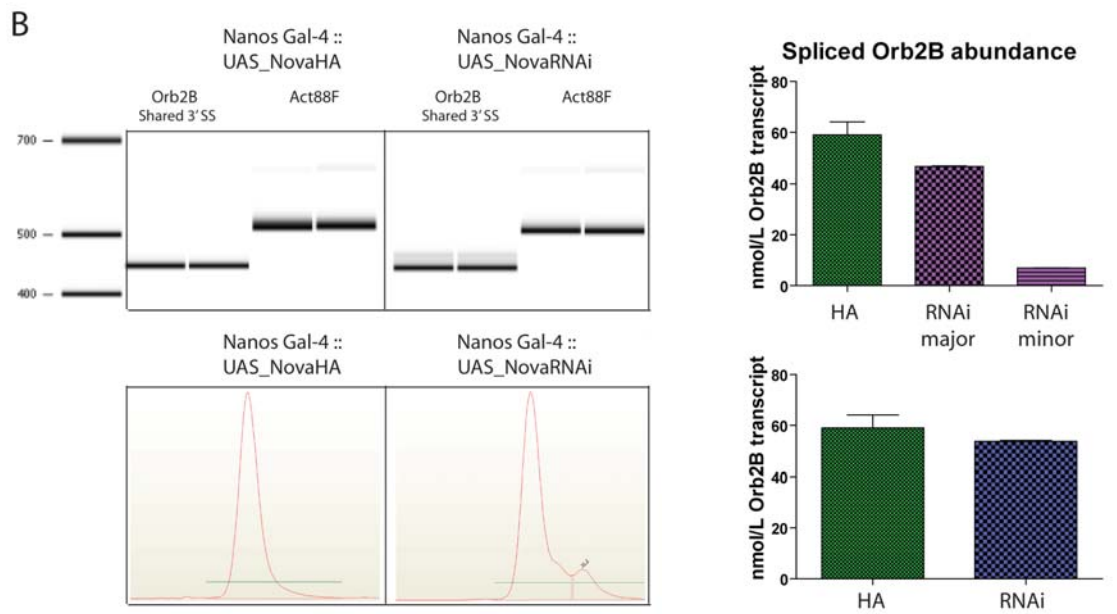 B
Nanos Gal-4 ::
UAS_NovaHA
Nanos Gal-4 ::
UAS_NovaRNAi
Orb2B
Shared 3' SS
Act88F
Orb2B
Shared 3' SS
Act88F
700
500
400
Nanos Gal-4 ::
UAS_NovaHA
Nanos Gal-4 ::
UAS_NovaRNAi
Spliced Orb2B abundance
nmol/L Orb2B transcript
80
60
40
20
0
HA
RNAi
major
RNAi
minor
nmol/L Orb2B transcript
80
60
40
20
0
HA
RNAi